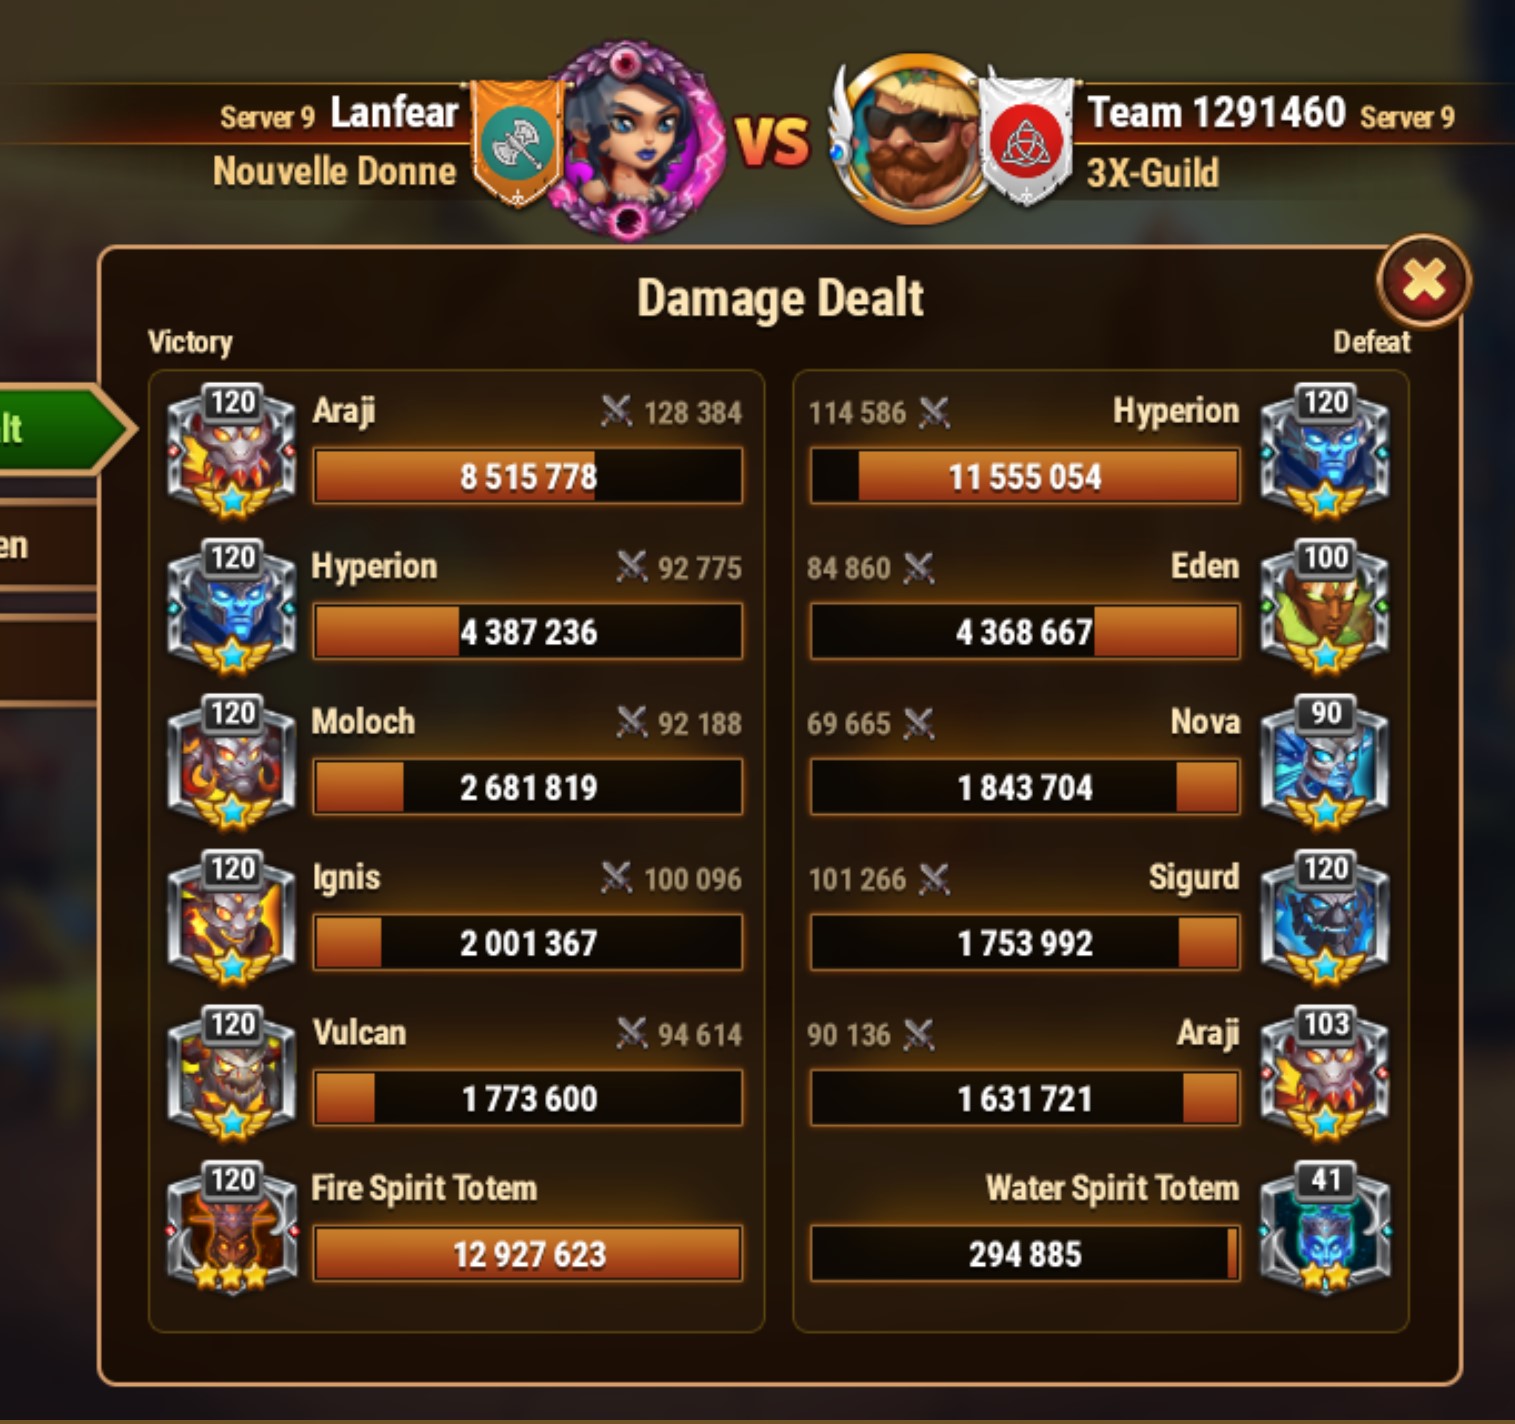 Server 9 Lanfear
Nouvelle Donne
VS
Team 1291460 Server 9
3X-Guild
Damage Dealt
Victory
Defeat
lt
en
120
Araji
128 384
8 515 778
120
Hyperion
92 775
4 387 236
120
Moloch
92 188
2 681 819
120
Ignis
100 096
2 001 367
120
Vulcan
94 614
1 773 600
120
Fire Spirit Totem
12 927 623
114 586
Hyperion
120
11 555 054
84 860
Eden
100
4 368 667
69 665
Nova
90
1 843 704
101 266
Sigurd
120
1 753 992
90 136
Araji
103
1 631 721
Water Spirit Totem
41
294 885